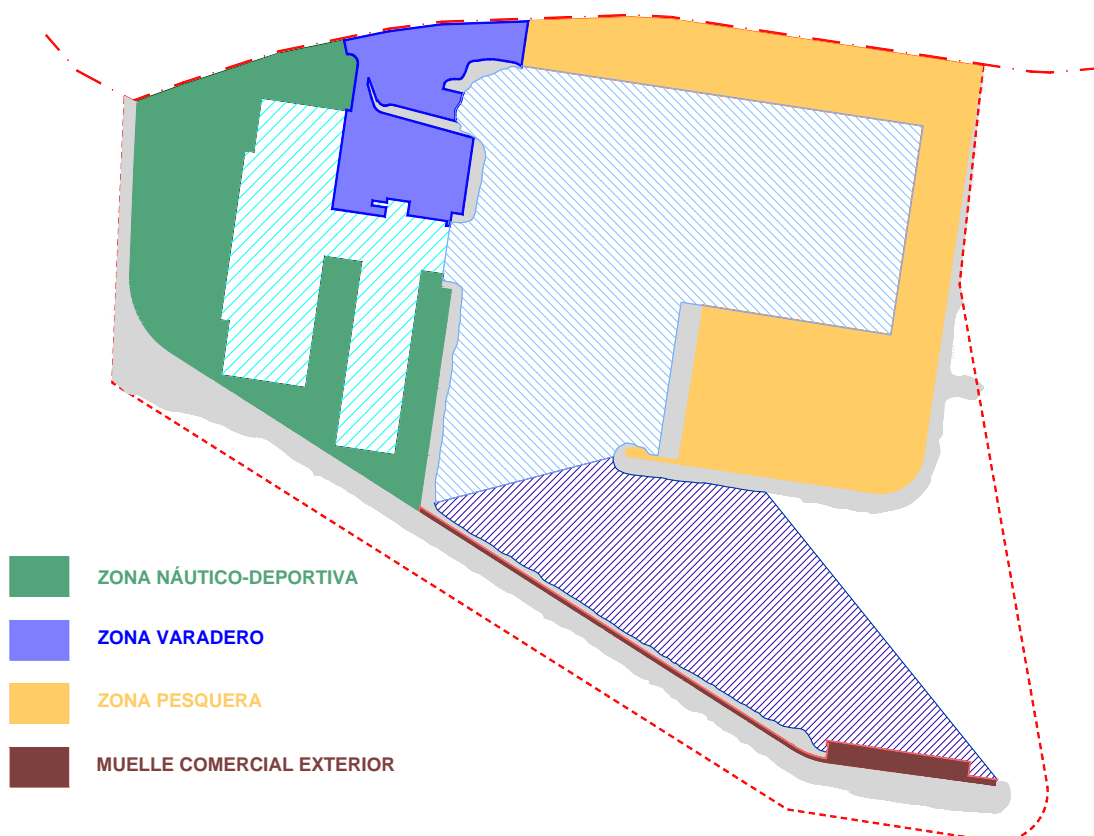 ZONA NÁUTICO-DEPORTIVA
ZONA VARADERO
ZONA PESQUERA
MUELLE COMERCIAL EXTERIOR